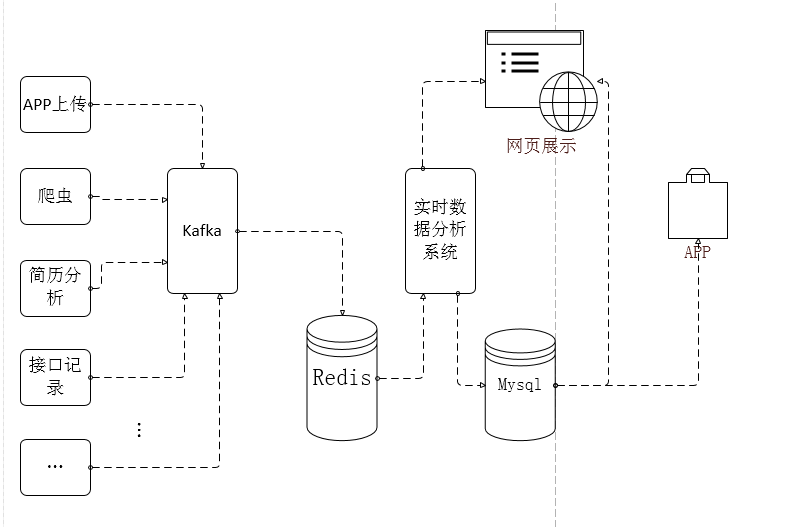 APP上传
爬虫
简历分
析
接口记
录
⋮
...
Kafka
Redis
实时数
据分析
系统
Mysql
网页展示
APP